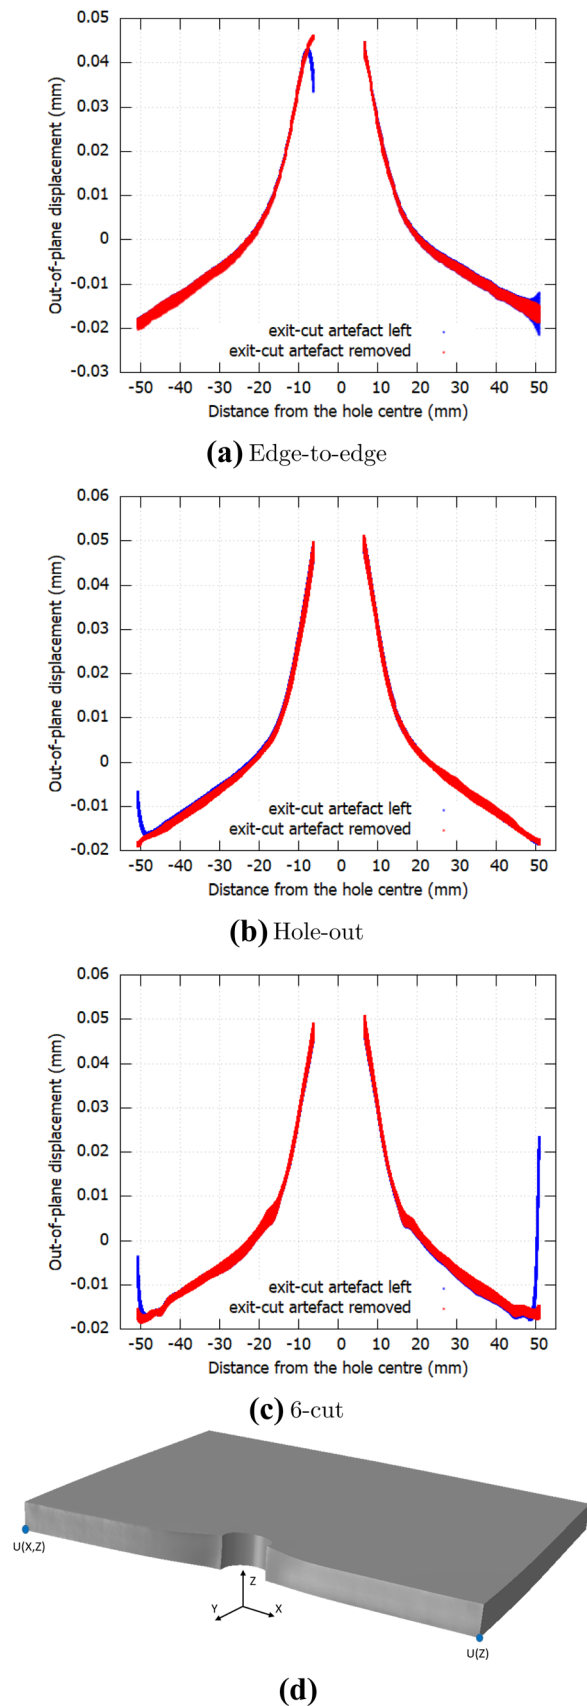 Out-of-plane displacement (mm)
0.05
0.04
0.03
0.02
0.01
0
-0.01
-0.02
-0.03
exit-cut artefact left
exit-cut artefact removed
-50 -40 -30 -20 -10 0 10 20 30 40 50
Distance from the hole centre (mm)
(a) Edge-to-edge
Out-of-plane displacement (mm)
0.06
0.05
0.04
0.03
0.02
0.01
0
-0.01
-0.02
exit-cut artefact left
exit-cut artefact removed
-50 -40 -30 -20 -10 0 10 20 30 40 50
Distance from the hole centre (mm)
(b) Hole-out
Out-of-plane displacement (mm)
0.06
0.05
0.04
0.03
0.02
0.01
0
-0.01
-0.02
exit-cut artefact left
exit-cut artefact removed
-50 -40 -30 -20 -10 0 10 20 30 40 50
Distance from the hole centre (mm)
(c) 6-cut
U(X,Z)
Z
Y
X
U(Z)
(d)